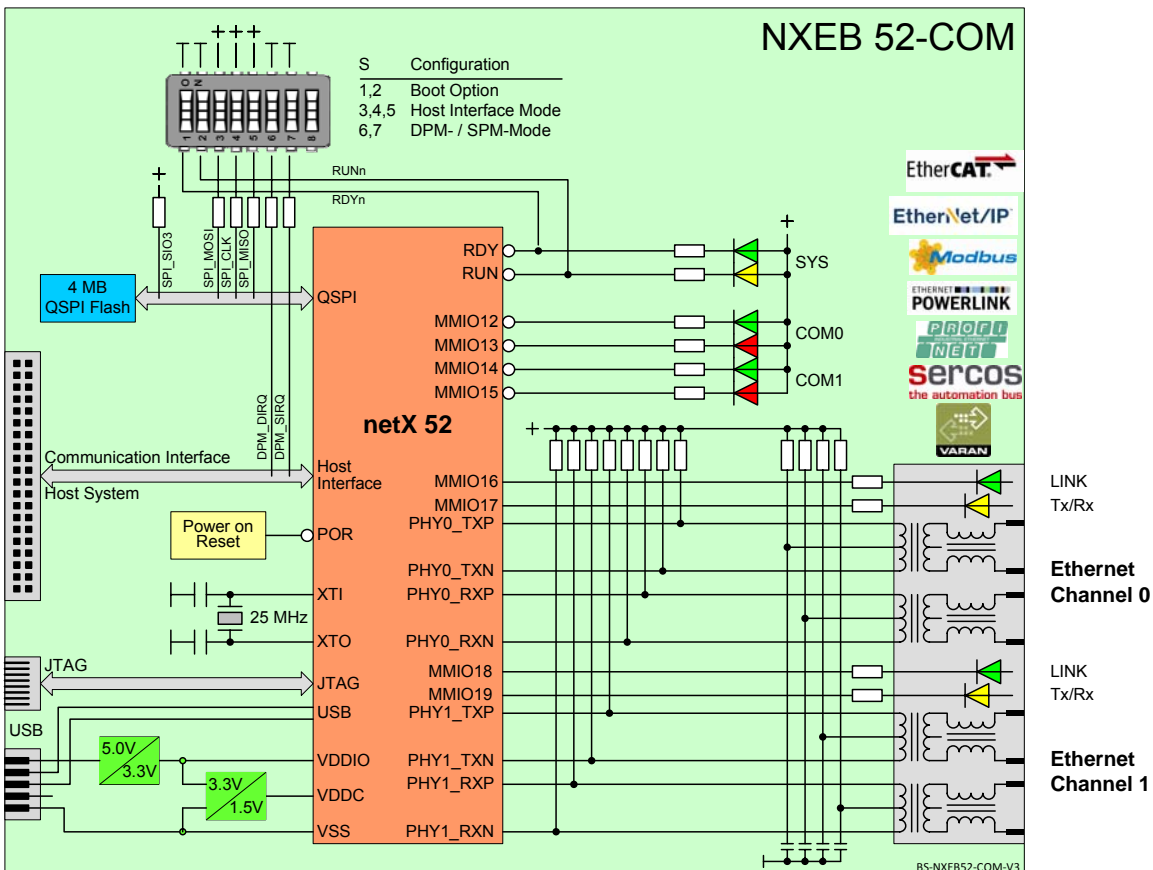 NXEB 52-COM
S Configuration
1,2 Boot Option
3,4,5 Host Interface Mode
6,7 DPM- / SPM-Mode
O N
1 2 3 4 5 6 7 8
RUNn
RDYn
SPI_SIO3
SPI_MOSI
SPI_CLK
SPI_MISO
4 MB
QSPI Flash
QSPI
RDY
RUN
SYS
MMIO12
MMIO13
COM0
MMIO14
MMIO15
COM1
netX 52
DPM_DIRQ
DPM_SIRQ
Communication Interface
Host System
Host
Interface
Power on
Reset
POR
XTI
25 MHz
XTO
JTAG
JTAG
USB
USB
5.0V
3.3V
3.3V
1.5V
VDDIO
VDDC
VSS
MMIO16
MMIO17
PHY0_TXP
PHY0_TXN
PHY0_RXP
PHY0_RXN
MMIO18
MMIO19
PHY1_TXP
PHY1_TXN
PHY1_RXP
PHY1_RXN
EtherCAT.
EtherNet/IP
Modbus
ETHERNET
POWERLINK
PROFI
INDUSTRIAL ETHERNET
NET
sercos
the automation bus
VARAN
LINK
Tx/Rx
Ethernet
Channel 0
LINK
Tx/Rx
Ethernet
Channel 1
BS-NXEB52-COM-V3